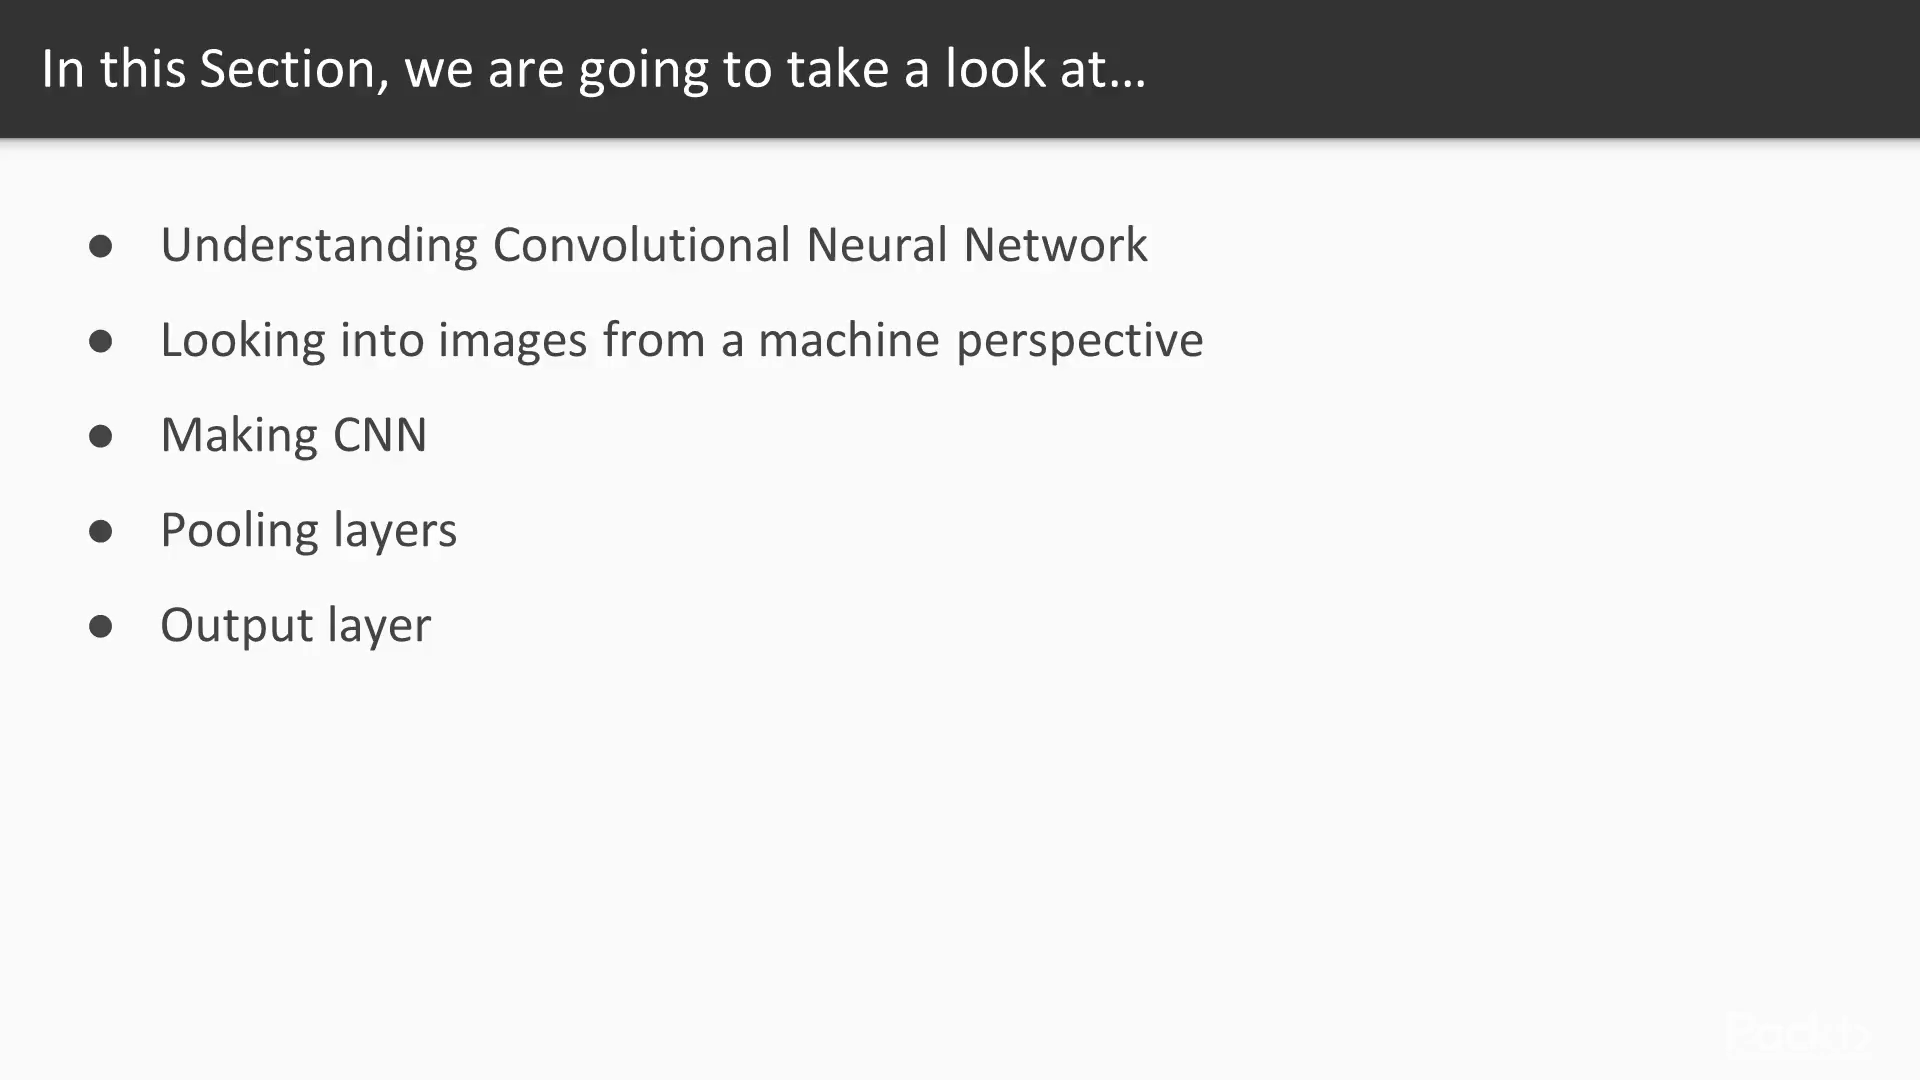 In this Section, we are going to take a look at...
● Understanding Convolutional Neural Network
● Looking into images from a machine perspective
● Making CNN
● Pooling layers
● Output layer
Packt>